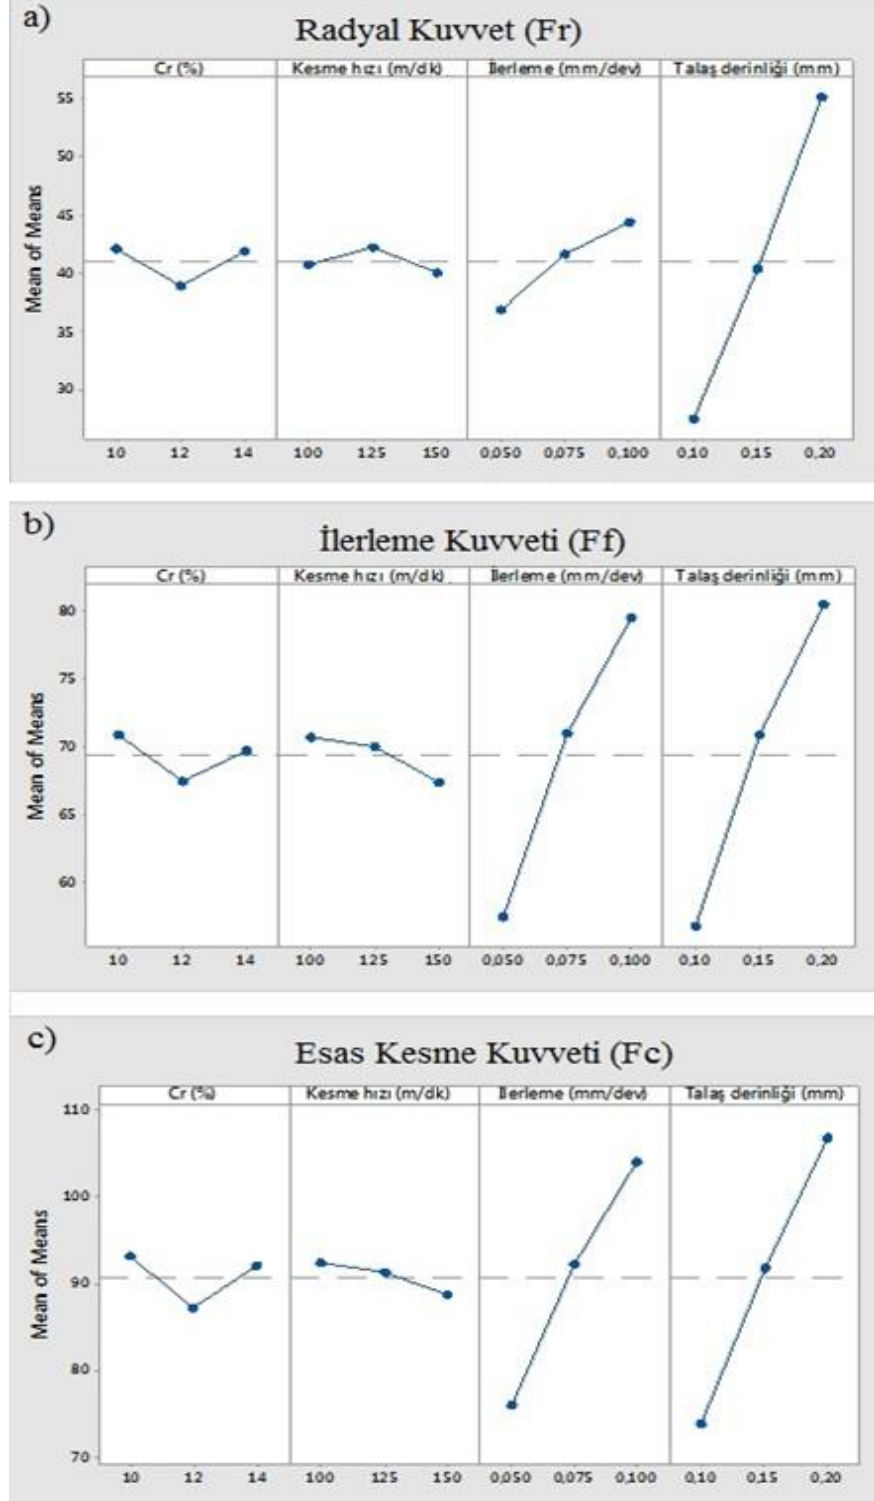 a)
Radyal Kuvvet (Fr)
Cr (%) Kesme hızı (m/dk) İlerleme (mm/dev) Talaş derinliği (mm)
Mean of Means
55
50
45
40
35
30
10 12 14 100 125 150 0,050 0,075 0,100 0,10 0,15 0,20
b)
İlerleme Kuvveti (Ff)
Cr (%) Kesme hızı (m/dk) İlerleme (mm/dev) Talaş derinliği (mm)
Mean of Means
80
75
70
65
60
10 12 14 100 125 150 0,050 0,075 0,100 0,10 0,15 0,20
c)
Esas Kesme Kuvveti (Fc)
Cr (%) Kesme hızı (m/dk) İlerleme (mm/dev) Talaş derinliği (mm)
Mean of Means
110
100
90
80
70
10 12 14 100 125 150 0,050 0,075 0,100 0,10 0,15 0,20